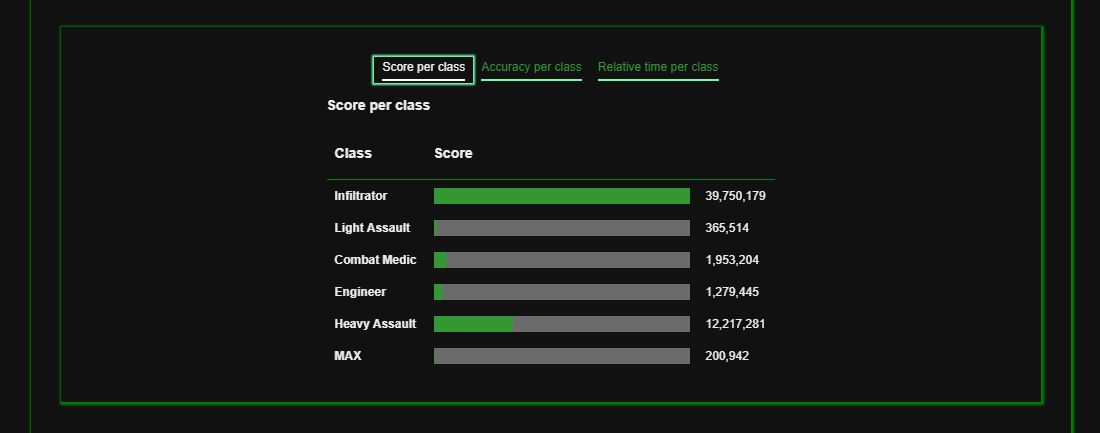 Score per class Accuracy per class Relative time per class
Score per class
Class Score
Infiltrator 39,750,179
Light Assault 365,514
Combat Medic 1,953,204
Engineer 1,279,445
Heavy Assault 12,217,281
MAX 200,942